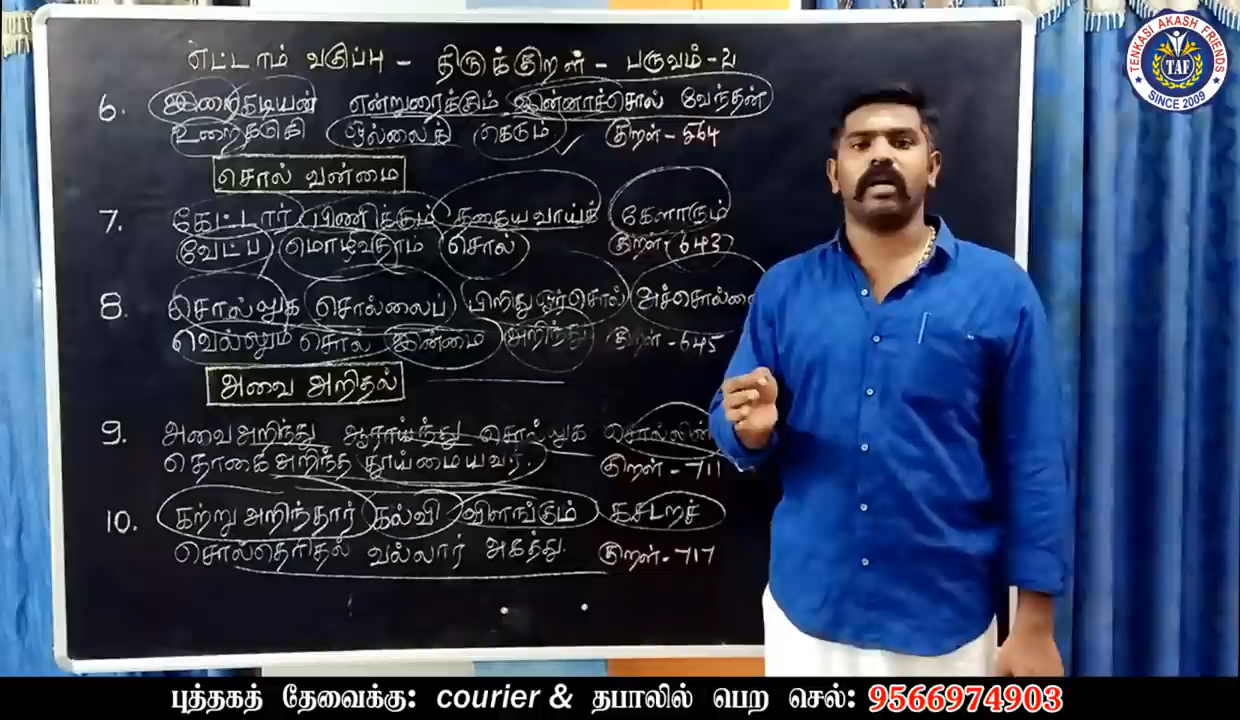 எட்டாம் வகுப்பு - திருக்குறள் - பருவம்-2
TENKASI AKASH FRIENDS
TAF
SINCE 2009
6. இறைகடியன் என்றுரைக்கும் இன்னாச்சொல் வேந்தன்
உறைகடுகி ஒல்லைக் கெடும் குறள் - 564
சொல் வன்மை
7. கேட்டார் பிணிக்கும் தகையவாய்க் கேளாரும்
வேட்ப மொழிவதாம் சொல் குறள் - 643
8. சொல்லுக சொல்லைப் பிறிதுஓர்சொல் அச்சொல்லை
வெல்லும் சொல் இன்மை அறிந்து குறள் - 645
அவை அறிதல்
9. அவைஅறிந்து ஆராய்ந்து சொல்லுக சொல்லின்
தொகைஅறிந்த தூய்மையவர். குறள் - 711
10. கற்றுஅறிந்தார் கல்வி விளங்கும் கசடறச்
சொல்தெரிதல் வல்லார் அகத்து. குறள் - 717
புத்தகத் தேவைக்கு: courier & தபாலில் பெற செல்: 9566974903